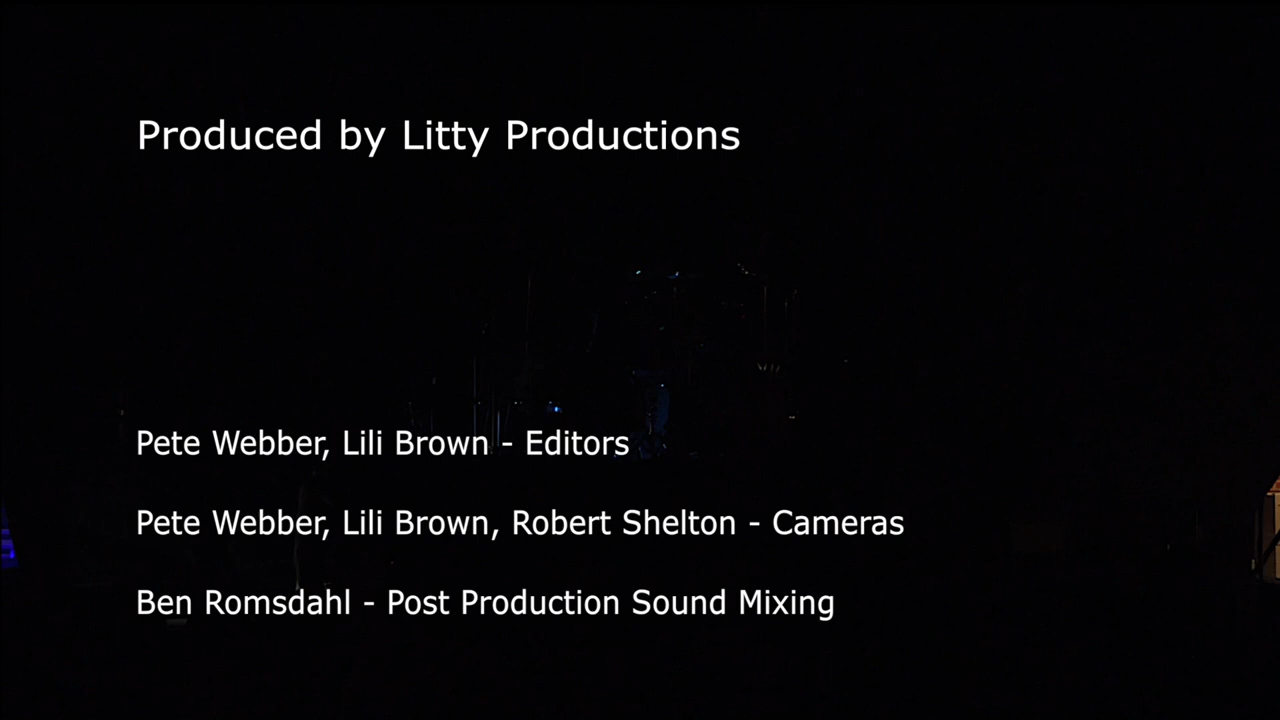 Produced by Litty Productions
Pete Webber, Lili Brown - Editors
Pete Webber, Lili Brown, Robert Shelton - Cameras
Ben Romsdahl - Post Production Sound Mixing